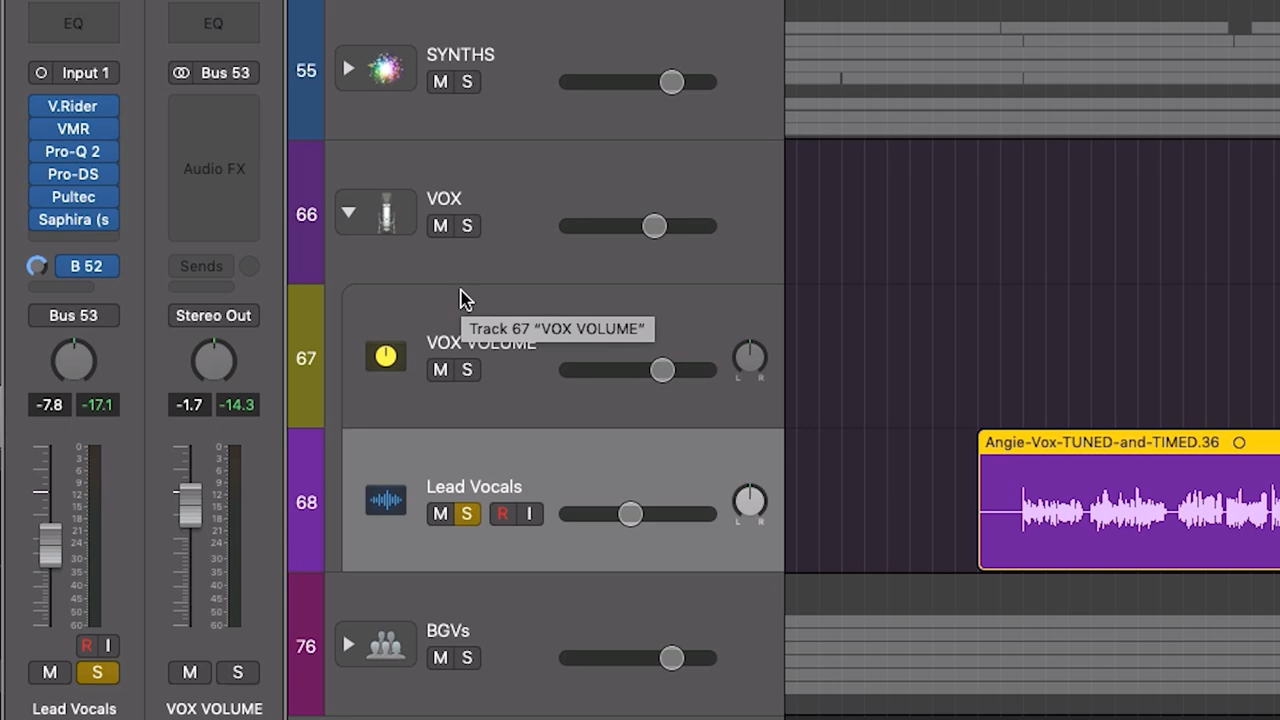 EQ
EQ
Input 1
Bus 53
V.Rider
VMR
Pro-Q 2
Pro-DS
Pultec
Saphira (s
Audio FX
B 52
Sends
Bus 53
Stereo Out
-7.8 -17.1
-1.7 -14.3
0
3
6
9
12
15
18
21
24
30
35
40
45
50
60
0
3
6
9
12
15
18
21
24
30
35
40
45
50
60
R I
M S
M S
Lead Vocals
VOX VOLUME
55
SYNTHS
M S
66
VOX
M S
67
Track 67 “VOX VOLUME”
VOX VOLUME
M S
L R
68
Lead Vocals
M S R I
L R
76
BGVs
M S
Angie-Vox-TUNED-and-TIMED.36